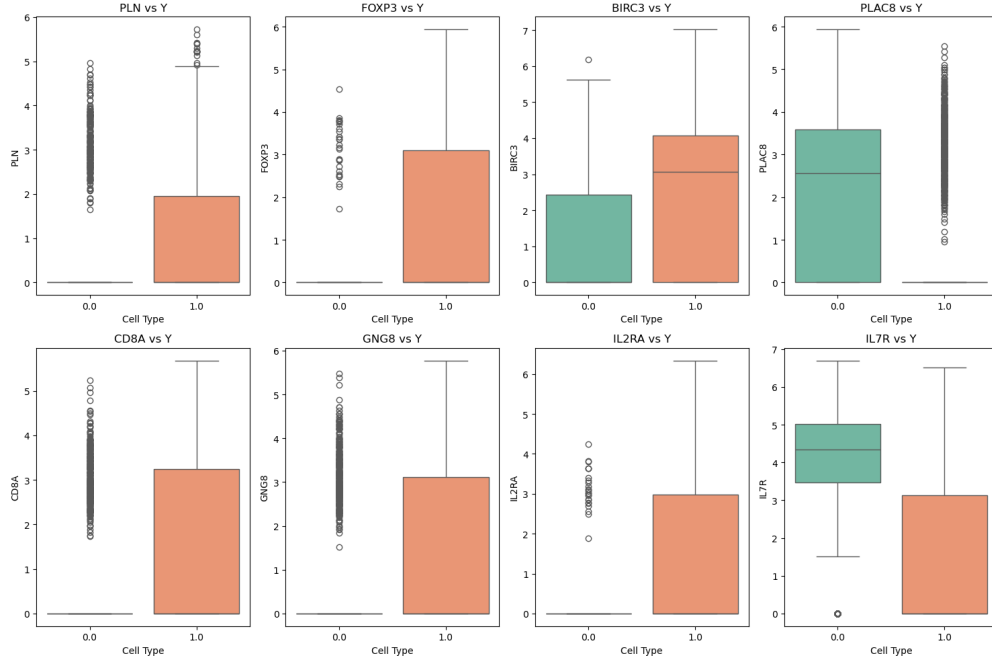 PLN vs Y
PLN
6
5
4
3
2
1
0
0.0 1.0
Cell Type
FOXP3 vs Y
FOXP3
6
5
4
3
2
1
0
0.0 1.0
Cell Type
BIRC3 vs Y
BIRC3
7
6
5
4
3
2
1
0
0.0 1.0
Cell Type
PLAC8 vs Y
PLAC8
6
5
4
3
2
1
0
0.0 1.0
Cell Type
CD8A vs Y
CD8A
5
4
3
2
1
0
0.0 1.0
Cell Type
GNG8 vs Y
GNG8
6
5
4
3
2
1
0
0.0 1.0
Cell Type
IL2RA vs Y
IL2RA
6
5
4
3
2
1
0
0.0 1.0
Cell Type
IL7R vs Y
IL7R
7
6
5
4
3
2
1
0
0.0 1.0
Cell Type